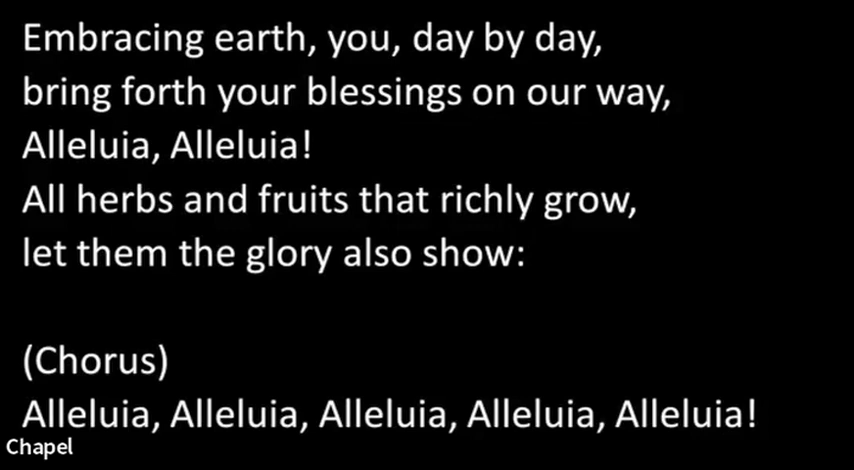 Embracing earth, you, day by day,
bring forth your blessings on our way,
Alleluia, Alleluia!
All herbs and fruits that richly grow,
let them the glory also show:
(Chorus)
Alleluia, Alleluia, Alleluia, Alleluia, Alleluia!
Chapel